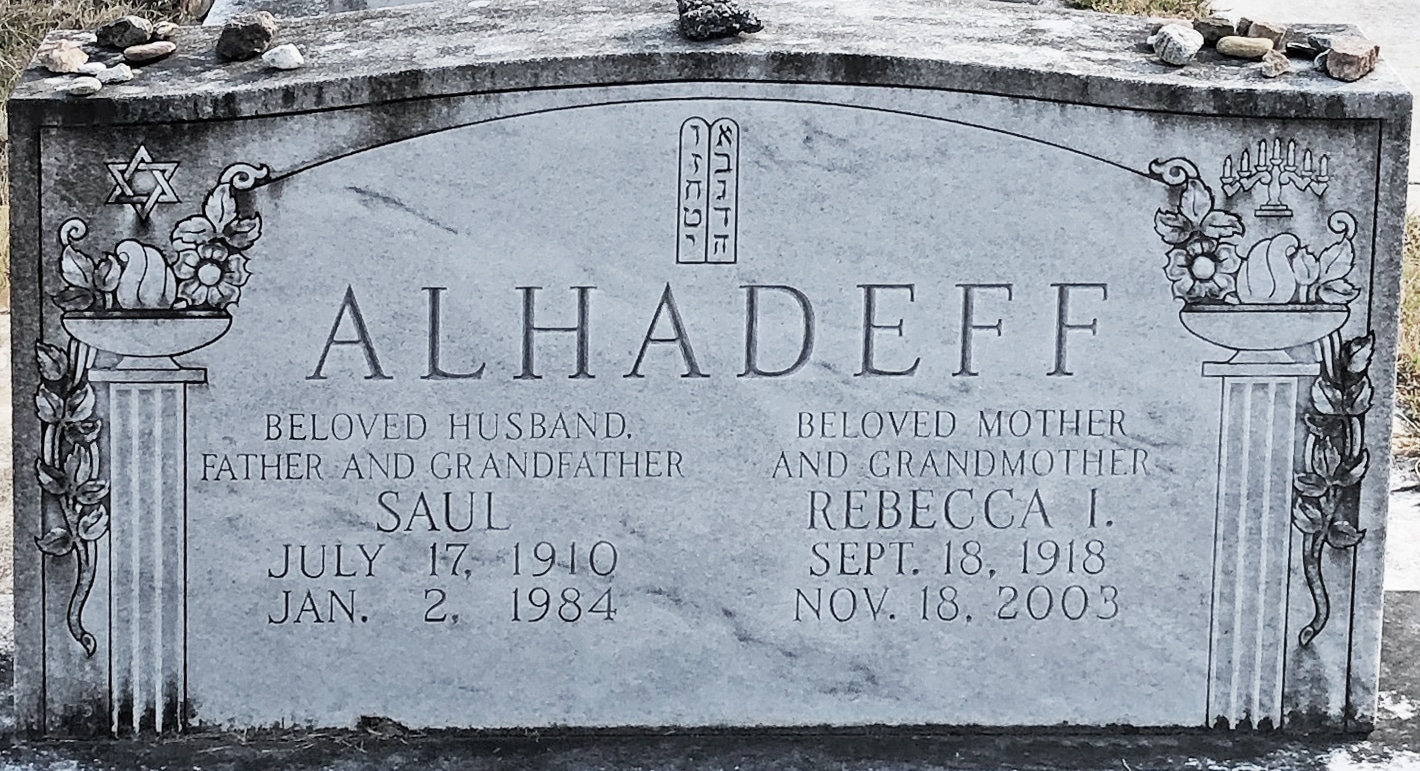 א ו
ב ז
ג ח
ד ט
ה י
ALHADEFF
BELOVED HUSBAND,
FATHER AND GRANDFATHER
SAUL
JULY 17, 1910
JAN. 2, 1984
BELOVED MOTHER
AND GRANDMOTHER
REBECCA I.
SEPT. 18, 1918
NOV. 18, 2003